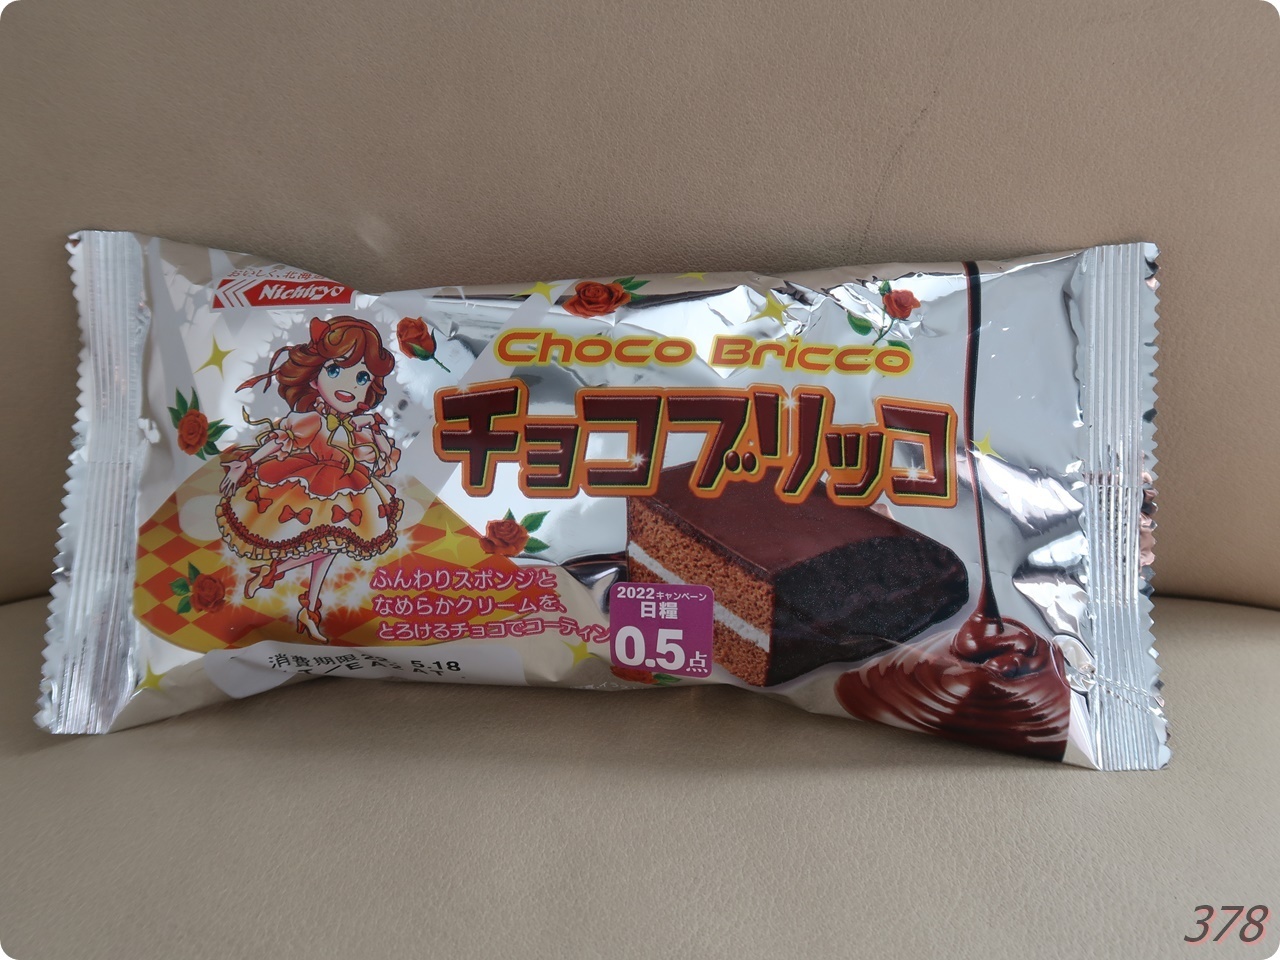 Nichiryo
Choco Bricco
チョコブリッコ
ふんわりスポンジと
なめらかクリームを、
とろけるチョコでコーティン
2022キャンペーン
日糧
0.5点
消費期限
5.18
378